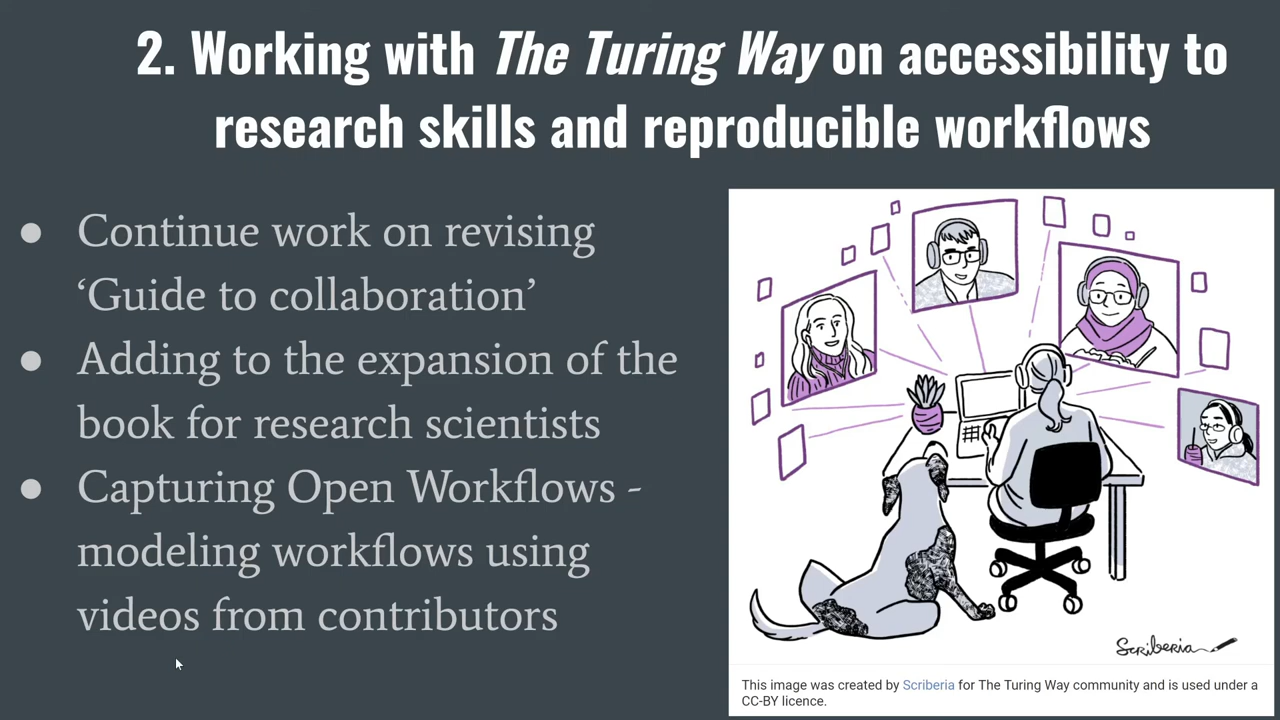 2. Working with The Turing Way on accessibility to
research skills and reproducible workflows
● Continue work on revising
‘Guide to collaboration’
● Adding to the expansion of the
book for research scientists
● Capturing Open Workflows -
modeling workflows using
videos from contributors
Scriberia
This image was created by Scriberia for The Turing Way community and is used under a
CC-BY licence.